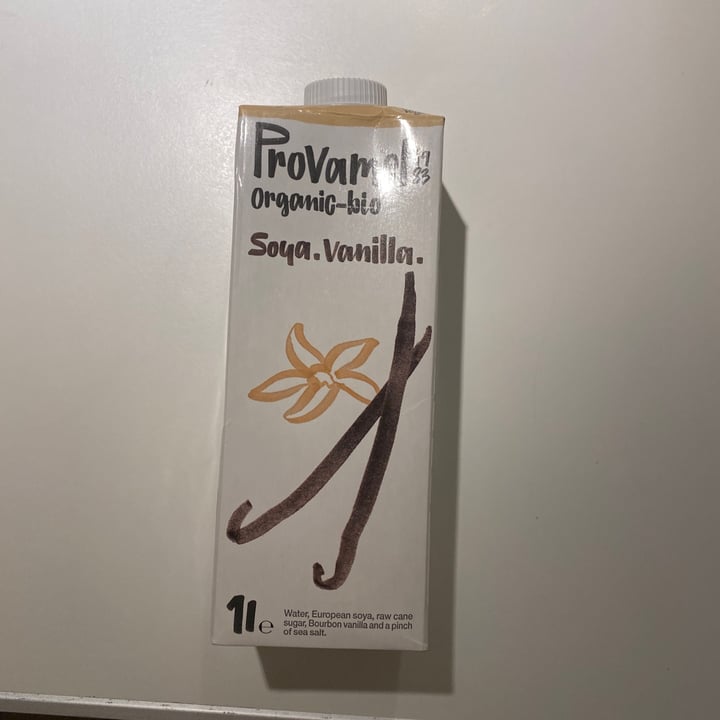 Provamel 19
83
Organic-bio
Soya. Vanilla.
1l e
Water, European soya, raw cane
sugar, Bourbon vanilla and a pinch
of sea salt.